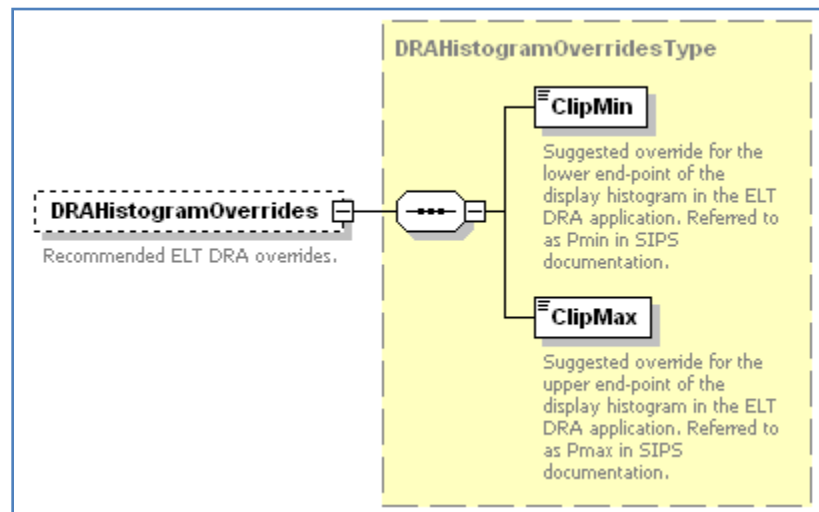 DRAHistogramOverridesType
ClipMin
Suggested override for the
lower end-point of the
display histogram in the ELT
DRA application. Referred to
as Pmin in SIPS
documentation.
DRAHistogramOverrides
Recommended ELT DRA overrides.
ClipMax
Suggested override for the
upper end-point of the
display histogram in the ELT
DRA application. Referred to
as Pmax in SIPS
documentation.